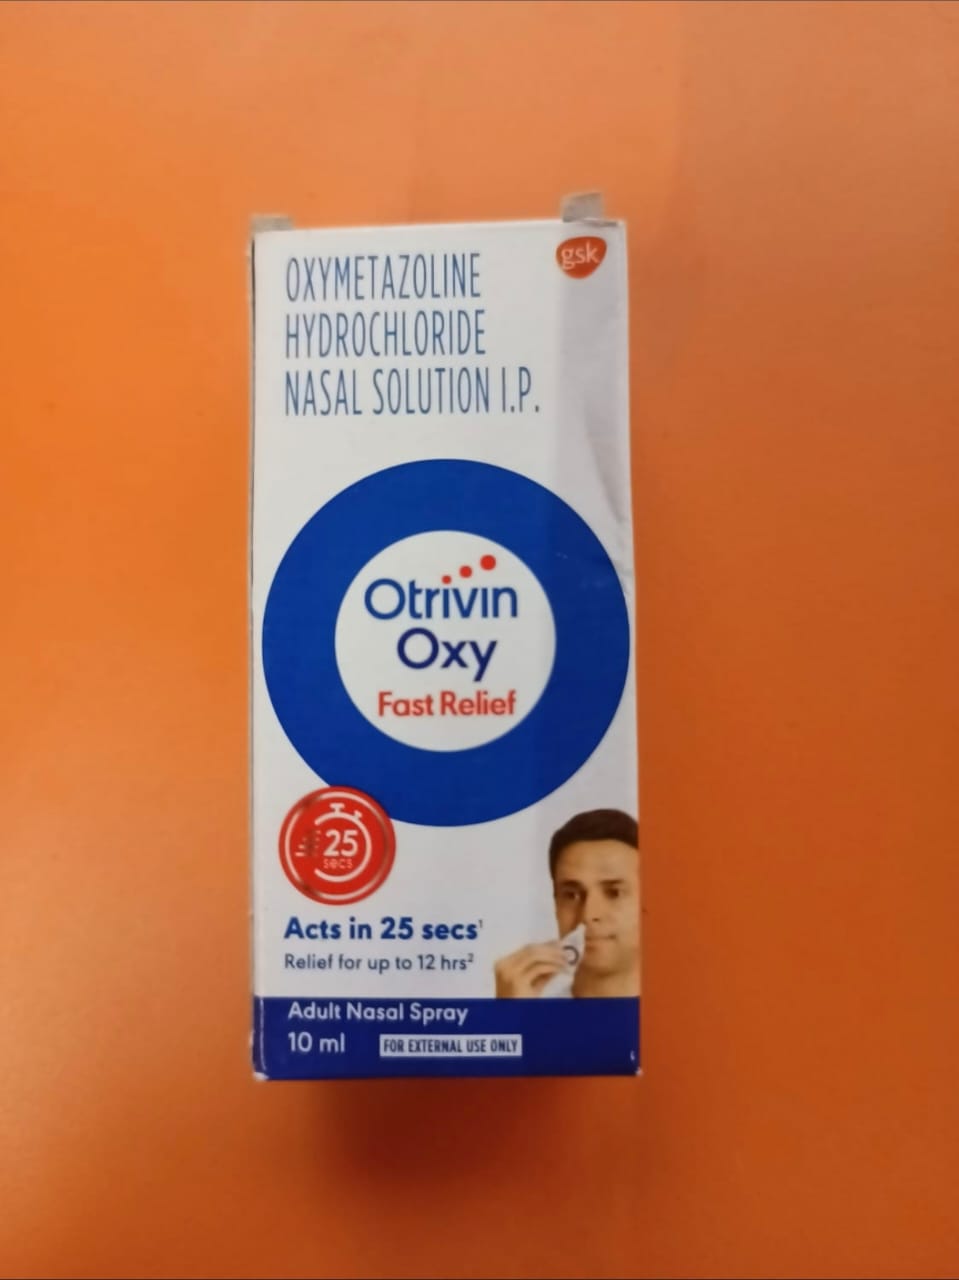 gsk
OXYMETAZOLINE
HYDROCHLORIDE
NASAL SOLUTION I.P.
Otrivin
Oxy
Fast Relief
25
secs
Acts in 25 secs¹
Relief for up to 12 hrs²
Adult Nasal Spray
10 ml
FOR EXTERNAL USE ONLY